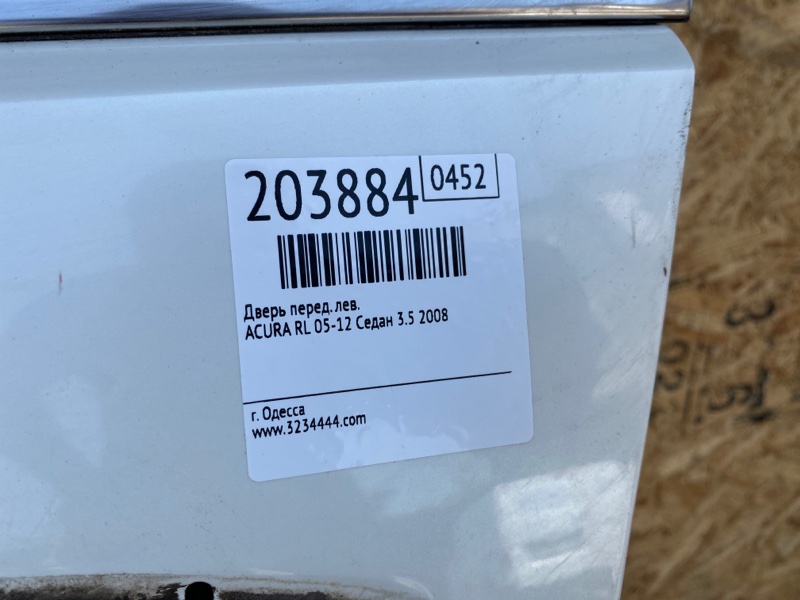 203884 0452
Дверь перед. лев.
ACURA RL 05-12 Седан 3.5 2008
г. Одесса
www.3234444.com